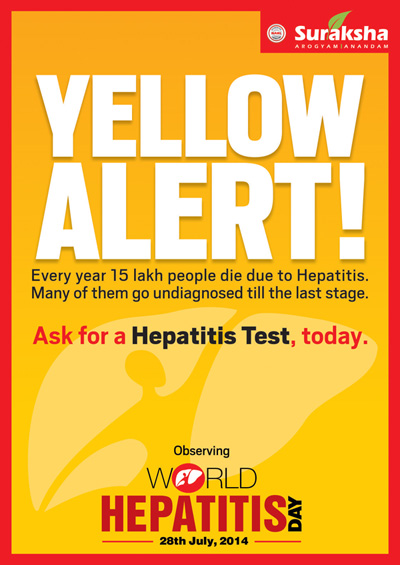 Suraksha
AROGYAM | ANANDAM
YELLOW
ALERT!
Every year 15 lakh people die due to Hepatitis.
Many of them go undiagnosed till the last stage.
Ask for a Hepatitis Test, today.
Observing
WORLD
HEPATITIS
DAY
28th July, 2014